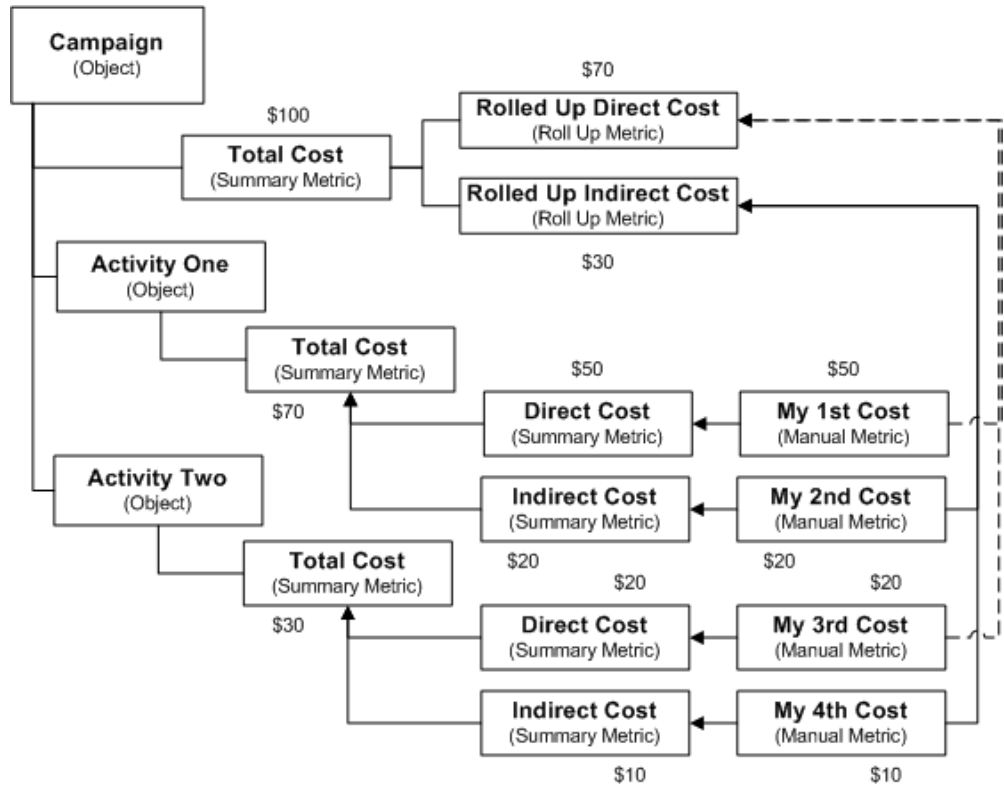 Campaign
(Object)
$70
$100
Rolled Up Direct Cost
(Roll Up Metric)
Total Cost
(Summary Metric)
Rolled Up Indirect Cost
(Roll Up Metric)
$30
Activity One
(Object)
Total Cost
(Summary Metric)
$70
$50
$50
Direct Cost
(Summary Metric)
My 1st Cost
(Manual Metric)
Indirect Cost
(Summary Metric)
My 2nd Cost
(Manual Metric)
$20
$20
Activity Two
(Object)
Total Cost
(Summary Metric)
$30
$20
$20
Direct Cost
(Summary Metric)
My 3rd Cost
(Manual Metric)
Indirect Cost
(Summary Metric)
My 4th Cost
(Manual Metric)
$10
$10